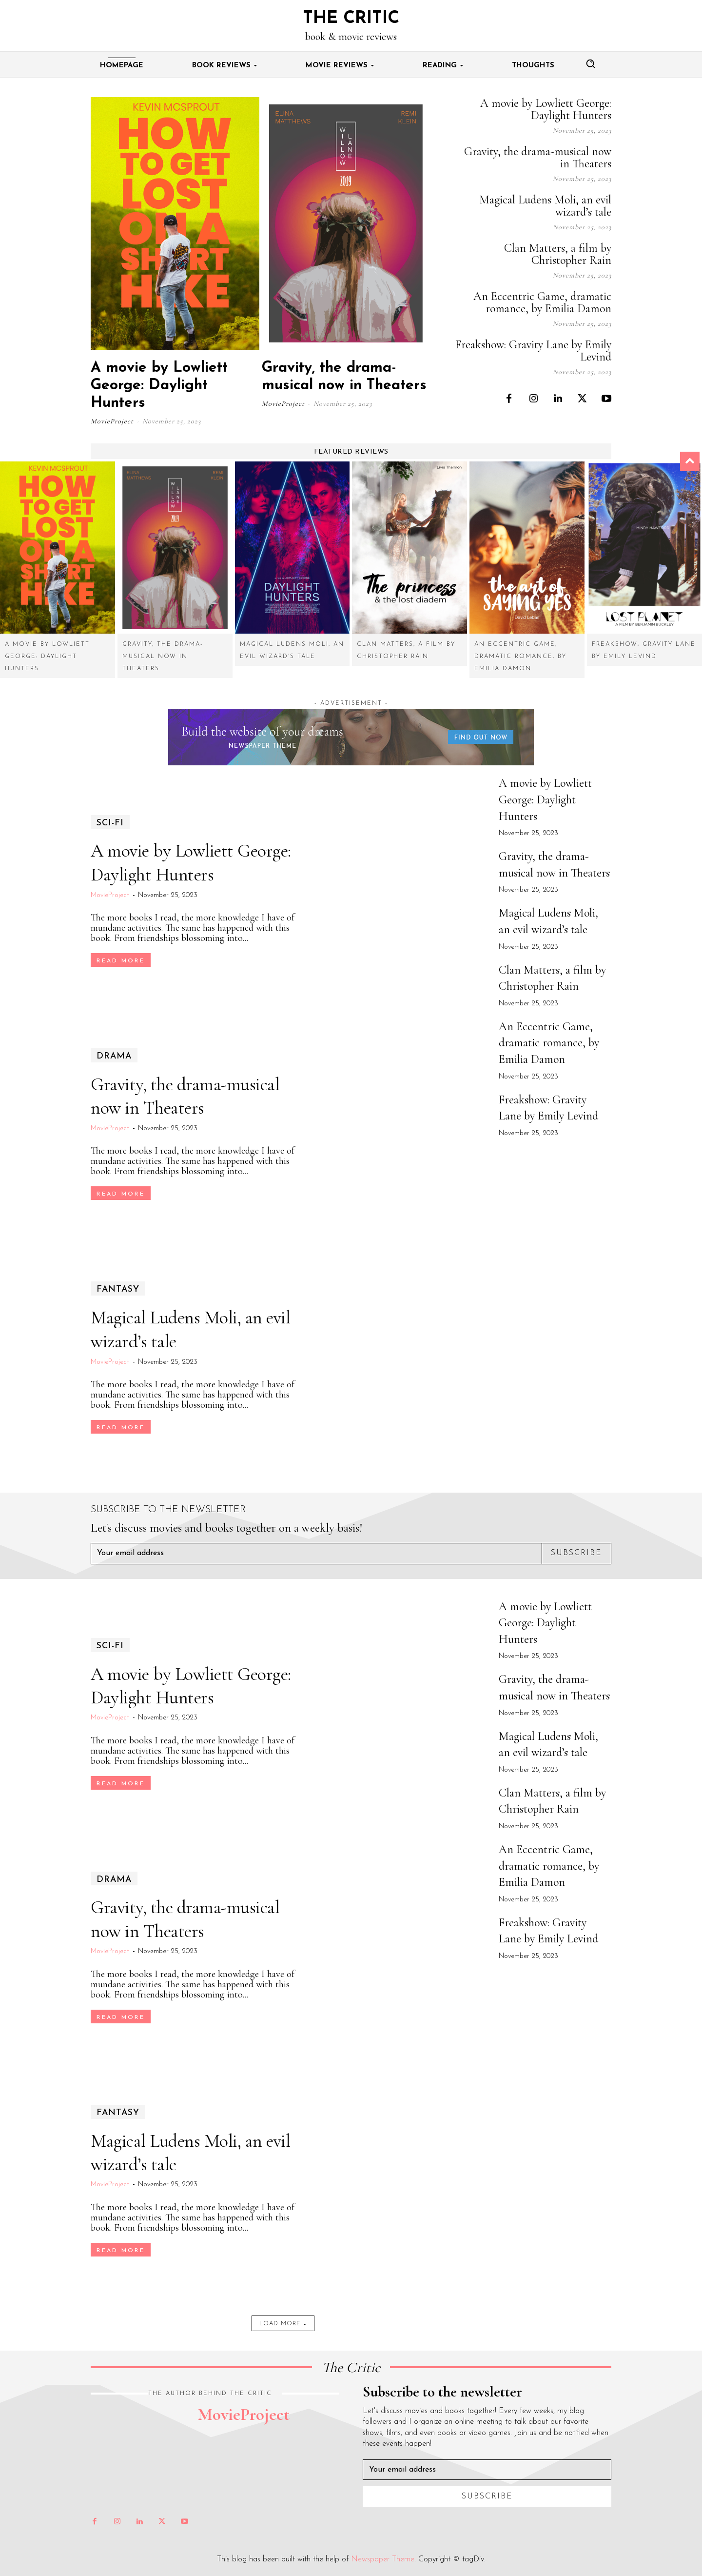 THE CRITIC
book & movie reviews
HOMEPAGE
BOOK REVIEWS
MOVIE REVIEWS
READING
THOUGHTS
KEVIN MCSPROUT
HOW TO GET
LOST
ON A
SHORT
HIKE
A movie by Lowliett
George: Daylight
Hunters
MovieProject - November 25, 2023
ELINA
MATTHEWS
REMI
KLEIN
WILLOW
LANE
Gravity, the drama-
musical now in Theaters
MovieProject - November 25, 2023
A movie by Lowliett George:
Daylight Hunters
November 25, 2023
Gravity, the drama-musical now
in Theaters
November 25, 2023
Magical Ludens Moli, an evil
wizard's tale
November 25, 2023
Clan Matters, a film by
Christopher Rain
November 25, 2023
An Eccentric Game, dramatic
romance, by Emilia Damon
November 25, 2023
Freakshow: Gravity Lane by Emily
Levind
November 25, 2023
FEATURED REVIEWS
KEVIN MCSPROUT
HOW TO GET
LOST
ON A
SHORT
HIKE
A MOVIE BY LOWLIETT
GEORGE: DAYLIGHT
HUNTERS
GRAVITY, THE DRAMA-
MUSICAL NOW IN
THEATERS
DAYLIGHT
HUNTERS
MAGICAL LUDENS MOLI, AN
EVIL WIZARD'S TALE
The princess
& the lost diadem
CLAN MATTERS, A FILM BY
CHRISTOPHER RAIN
the art of
SAYING YES
AN ECCENTRIC GAME,
DRAMATIC ROMANCE, BY
EMILIA DAMON
LOST PLANET
A FILM BY BENJAMIN BUCKLEY
FREAKSHOW: GRAVITY LANE
BY EMILY LEVIND
- ADVERTISEMENT -
Build the website of your dreams
NEWSPAPER THEME
FIND OUT NOW
SCI-FI
A movie by Lowliett George:
Daylight Hunters
MovieProject - November 25, 2023
The more books I read, the more knowledge I have of
mundane activities. The same has happened with this
book. From friendships blossoming into...
READ MORE
DRAMA
Gravity, the drama-musical
now in Theaters
MovieProject - November 25, 2023
The more books I read, the more knowledge I have of
mundane activities. The same has happened with this
book. From friendships blossoming into...
READ MORE
FANTASY
Magical Ludens Moli, an evil
wizard's tale
MovieProject - November 25, 2023
The more books I read, the more knowledge I have of
mundane activities. The same has happened with this
book. From friendships blossoming into...
READ MORE
A movie by Lowliett
George: Daylight
Hunters
November 25, 2023
Gravity, the drama-
musical now in Theaters
November 25, 2023
Magical Ludens Moli,
an evil wizard's tale
November 25, 2023
Clan Matters, a film by
Christopher Rain
November 25, 2023
An Eccentric Game,
dramatic romance, by
Emilia Damon
November 25, 2023
Freakshow: Gravity
Lane by Emily Levind
November 25, 2023
SUBSCRIBE TO THE NEWSLETTER
Let's discuss movies and books together on a weekly basis!
Your email address
SUBSCRIBE
SCI-FI
A movie by Lowliett George:
Daylight Hunters
MovieProject - November 25, 2023
The more books I read, the more knowledge I have of
mundane activities. The same has happened with this
book. From friendships blossoming into...
READ MORE
DRAMA
Gravity, the drama-musical
now in Theaters
MovieProject - November 25, 2023
The more books I read, the more knowledge I have of
mundane activities. The same has happened with this
book. From friendships blossoming into...
READ MORE
FANTASY
Magical Ludens Moli, an evil
wizard's tale
MovieProject - November 25, 2023
The more books I read, the more knowledge I have of
mundane activities. The same has happened with this
book. From friendships blossoming into...
READ MORE
LOAD MORE
A movie by Lowliett
George: Daylight
Hunters
November 25, 2023
Gravity, the drama-
musical now in Theaters
November 25, 2023
Magical Ludens Moli,
an evil wizard's tale
November 25, 2023
Clan Matters, a film by
Christopher Rain
November 25, 2023
An Eccentric Game,
dramatic romance, by
Emilia Damon
November 25, 2023
Freakshow: Gravity
Lane by Emily Levind
November 25, 2023
The Critic
THE AUTHOR BEHIND THE CRITIC
MovieProject
Subscribe to the newsletter
Let's discuss movies and books together! Every few weeks, my blog
followers and I organize an online meeting to talk about our favorite
shows, films, and even books or video games. Join us and be notified when
these events happen!
Your email address
SUBSCRIBE
This blog has been built with the help of Newspaper Theme. Copyright © tagDiv.